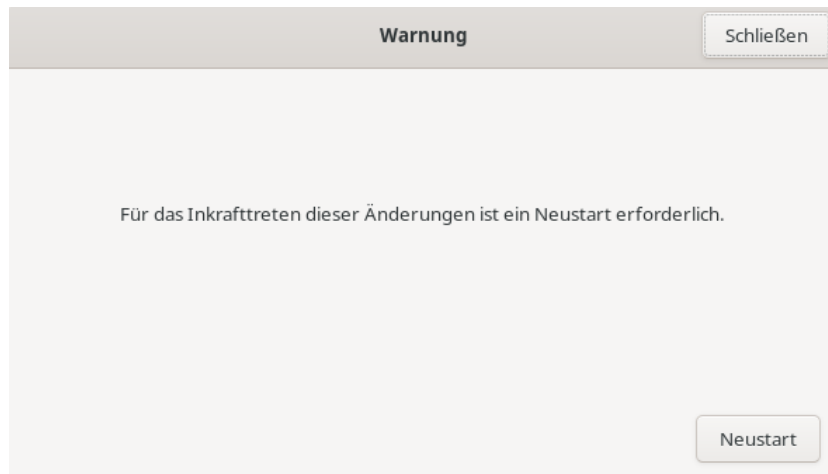 Warnung
Schließen
Für das Inkrafttreten dieser Änderungen ist ein Neustart erforderlich.
Neustart